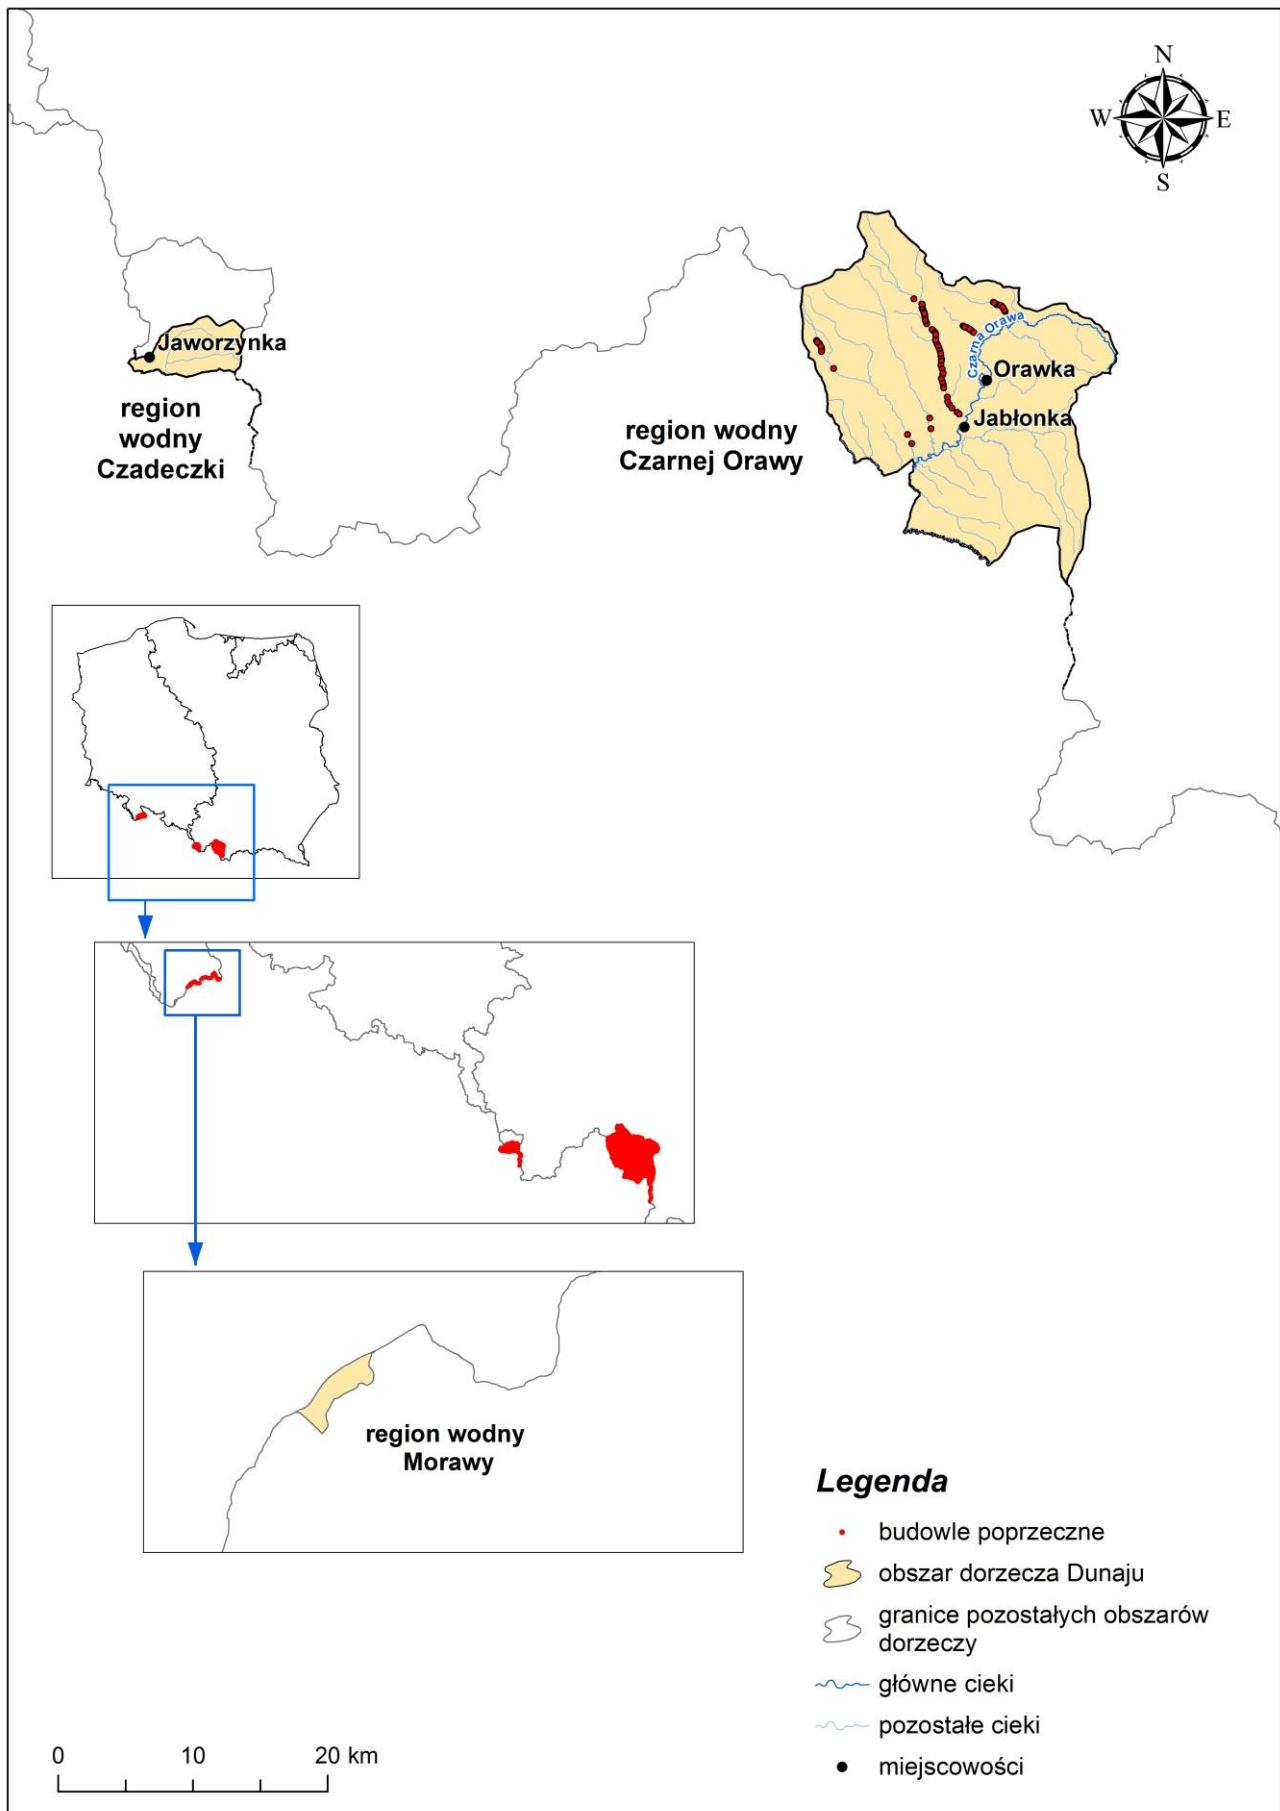 N
W
E
S
Jaworzynka
region
wodny
Czadeczki
region wodny
Czarnej Orawy
Czarna Orawa
Orawka
Jabłonka
region wodny
Morawy
Legenda
budowle poprzeczne
obszar dorzecza Dunaju
granice pozostałych obszarów
dorzeczy
główne cieki
pozostałe cieki
miejscowości
0 10 20 km